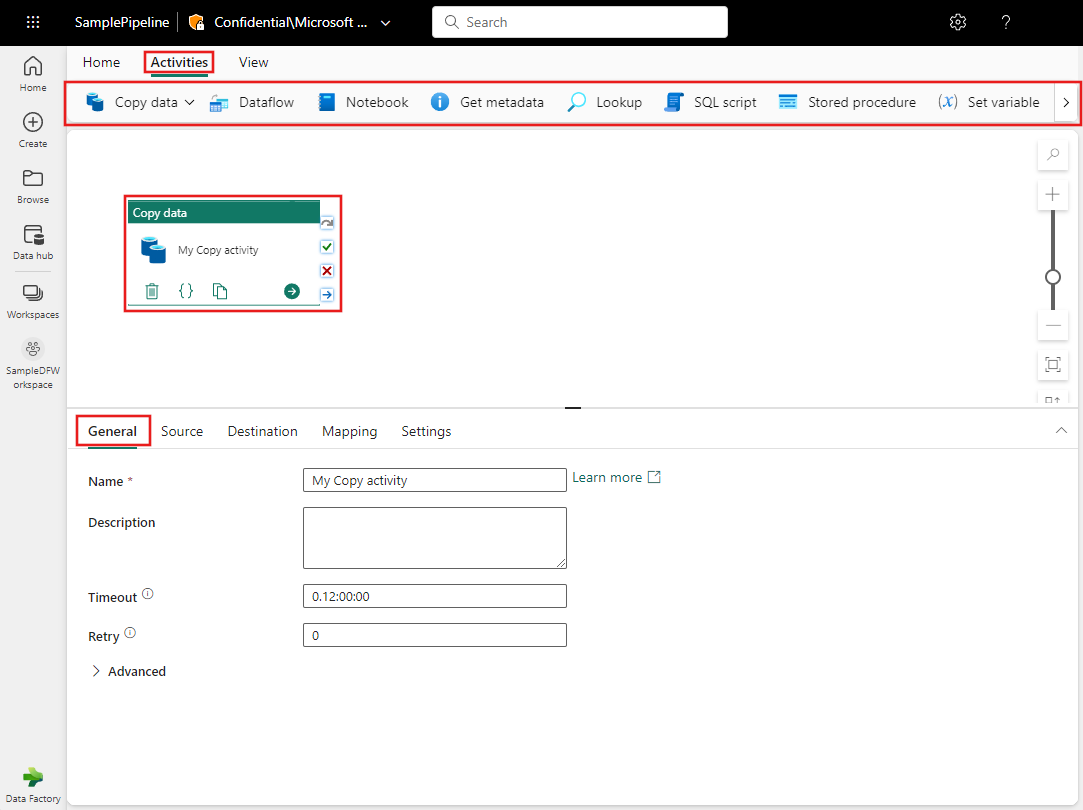 SamplePipeline Confidential\Microsoft ... Search ?
Home Activities View
Copy data Dataflow Notebook Get metadata Lookup SQL script Stored procedure (x) Set variable
Home
Create
Browse
Data hub
Workspaces
SampleDFW
orkspace
Data Factory
Copy data
My Copy activity
{}
General Source Destination Mapping Settings
Name * My Copy activity Learn more
Description
Timeout 0.12:00:00
Retry 0
Advanced